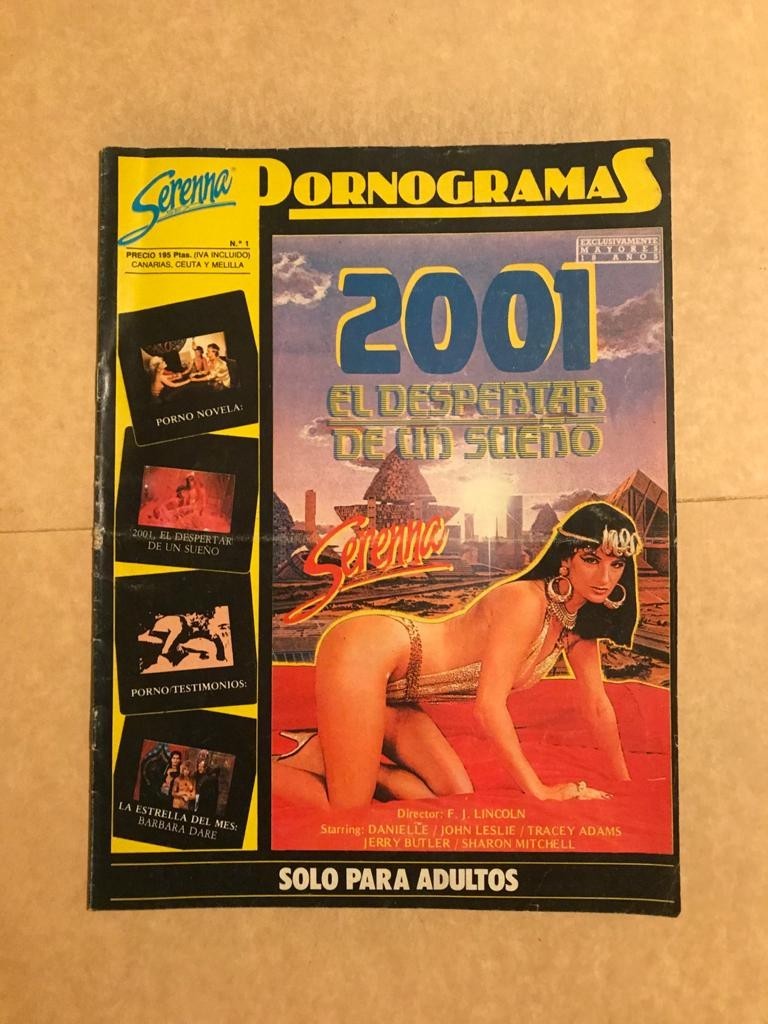 Serenna
PORNOGRAMAS
N.º 1
PRECIO 195 Ptas. (IVA INCLUIDO)
CANARIAS, CEUTA Y MELILLA
EXCLUSIVAMENTE
MAYORES
18 AÑOS
2001
EL DESPERTAR
DE UN SUEÑO
Serenna
PORNO NOVELA:
2001, EL DESPERTAR
DE UN SUEÑO
PORNO/TESTIMONIOS:
LA ESTRELLA DEL MES:
BARBARA DARE
Director: F. J. LINCOLN
Starring: DANIELLE / JOHN LESLIE / TRACEY ADAMS
JERRY BUTLER / SHARON MITCHELL
SOLO PARA ADULTOS